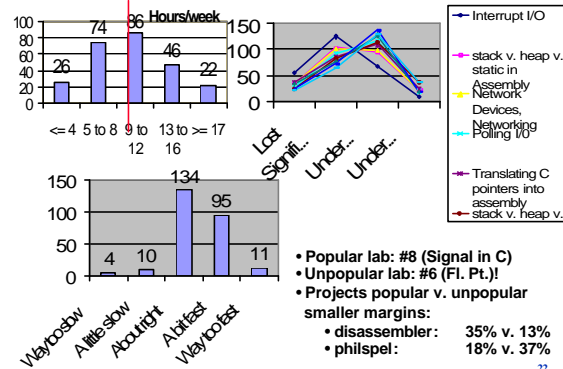 Hours/week
100
80
60
40
20
0
26
74
86
46
22
<= 4
5 to 8
9 to 12
13 to 16
>= 17
150
100
50
0
Lost
Signifi...
Under...
Under...
Interrupt I/O
stack v. heap v.
static in
Assembly
Network
Devices,
Networking
Polling I/O
Translating C
pointers into
assembly
stack v. heap v.
150
100
50
0
4
10
134
95
11
Way too slow
A little slow
About right
A bit fast
Way too fast
• Popular lab: #8 (Signal in C)
• Unpopular lab: #6 (Fl. Pt.)!
• Projects popular v. unpopular
smaller margins:
• disassembler: 35% v. 13%
• philspel: 18% v. 37%
22